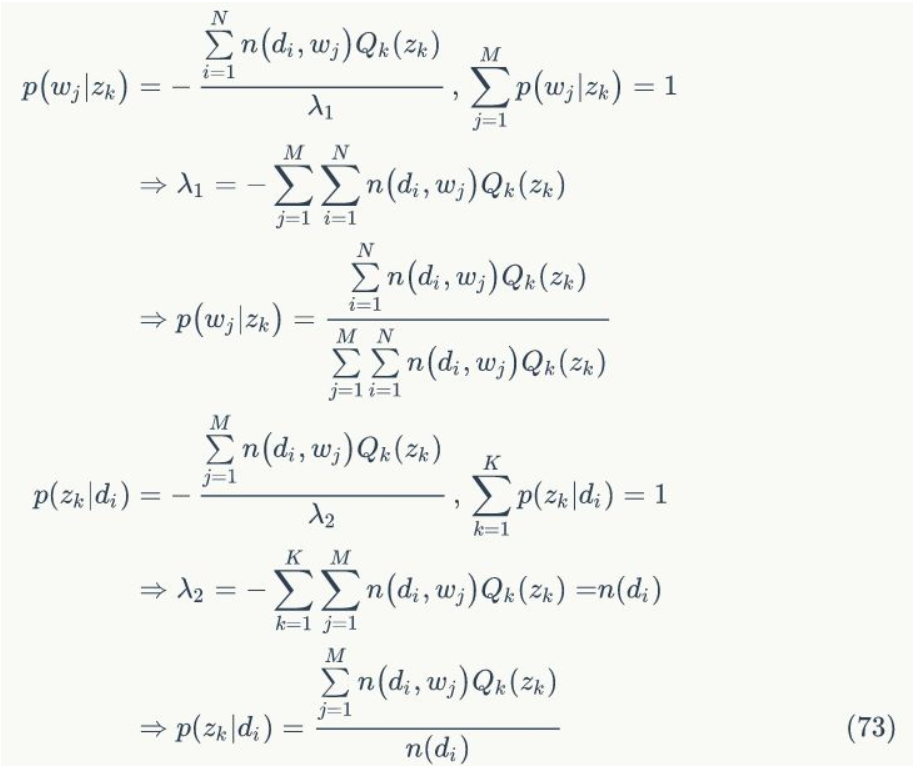 $p(w_j|z_k) = -\frac{\sum_{i=1}^{N} n(d_i, w_j) Q_k(z_k)}{\lambda_1}, \sum_{j=1}^{M} p(w_j|z_k) = 1$
$\Rightarrow \lambda_1 = -\sum_{j=1}^{M} \sum_{i=1}^{N} n(d_i, w_j) Q_k(z_k)$
$\Rightarrow p(w_j|z_k) = \frac{\sum_{i=1}^{N} n(d_i, w_j) Q_k(z_k)}{\sum_{j=1}^{M} \sum_{i=1}^{N} n(d_i, w_j) Q_k(z_k)}$
$p(z_k|d_i) = -\frac{\sum_{j=1}^{M} n(d_i, w_j) Q_k(z_k)}{\lambda_2}, \sum_{k=1}^{K} p(z_k|d_i) = 1$
$\Rightarrow \lambda_2 = -\sum_{k=1}^{K} \sum_{j=1}^{M} n(d_i, w_j) Q_k(z_k) = n(d_i)$
$\Rightarrow p(z_k|d_i) = \frac{\sum_{j=1}^{M} n(d_i, w_j) Q_k(z_k)}{n(d_i)}$ (73)